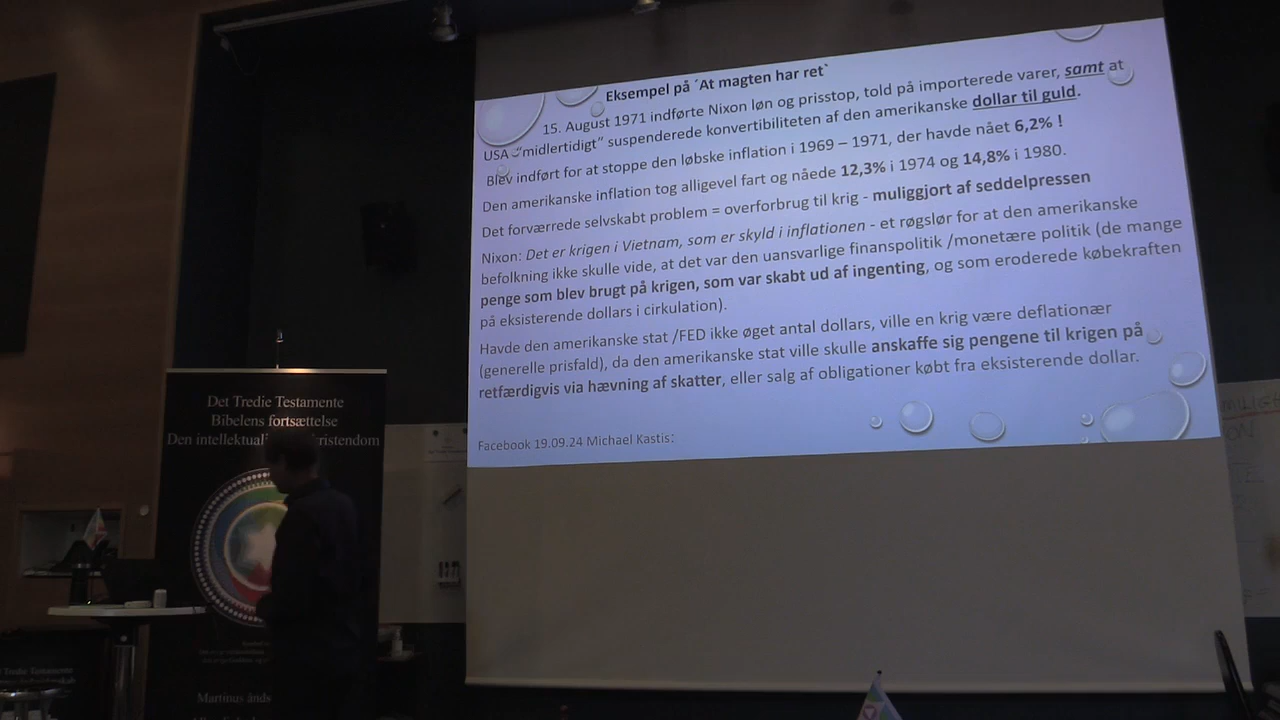 Eksempel på ´At magten har ret`
15. August 1971 indførte Nixon løn og prisstop, told på importerede varer, samt at
USA -”midlertidigt” suspenderede konvertibiliteten af den amerikanske dollar til guld.
Blev indført for at stoppe den løbske inflation i 1969 – 1971, der havde nået 6,2% !
Den amerikanske inflation tog alligevel fart og nåede 12,3% i 1974 og 14,8% i 1980.
Det forværrede selvskabt problem = overforbrug til krig - muliggjort af seddelpressen
Nixon: Det er krigen i Vietnam, som er skyld i inflationen - et røgslør for at den amerikanske
befolkning ikke skulle vide, at det var den uansvarlige finanspolitik /monetære politik (de mange
penge som blev brugt på krigen, som var skabt ud af ingenting, og som eroderede købekraften
på eksisterende dollars i cirkulation).
Havde den amerikanske stat /FED ikke øget antal dollars, ville en krig være deflationær
(generelle prisfald), da den amerikanske stat ville skulle anskaffe sig pengene til krigen på
retfærdigvis via hævning af skatter, eller salg af obligationer købt fra eksisterende dollar.
Facebook 19.09.24 Michael Kastis:
Det Tredie Testamente
Bibelens fortsættelse
Den
Martinus ånds
Tredie Testamente